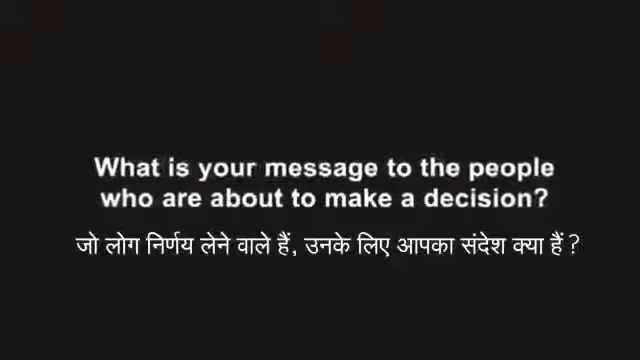 What is your message to the people
who are about to make a decision?
जो लोग निर्णय लेने वाले हैं, उनके लिए आपका संदेश क्या हैं ?